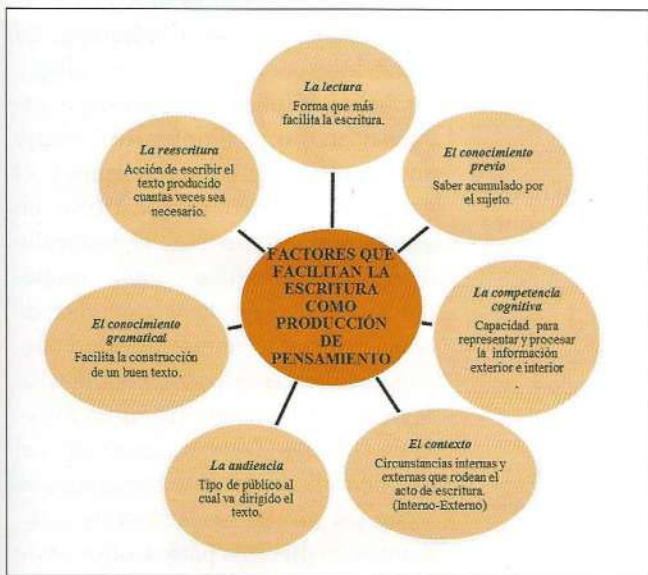 La lectura
Forma que más
facilita la escritura.
El conocimiento
previo
Saber acumulado por
el sujeto.
La competencia
cognitiva
Capacidad para
representar y procesar
la información
exterior e interior
.
El contexto
Circunstancias internas y
externas que rodean el
acto de escritura.
(Interno-Externo)
La audiencia
Tipo de público al
cual va dirigido el
texto.
El conocimiento
gramatical
Facilita la construcción
de un buen texto.
La reescritura
Acción de escribir el
texto producido
cuantas veces sea
necesario.
FACTORES QUE
FACILITAN LA
ESCRITURA
COMO
PRODUCCIÓN
DE
PENSAMIENTO